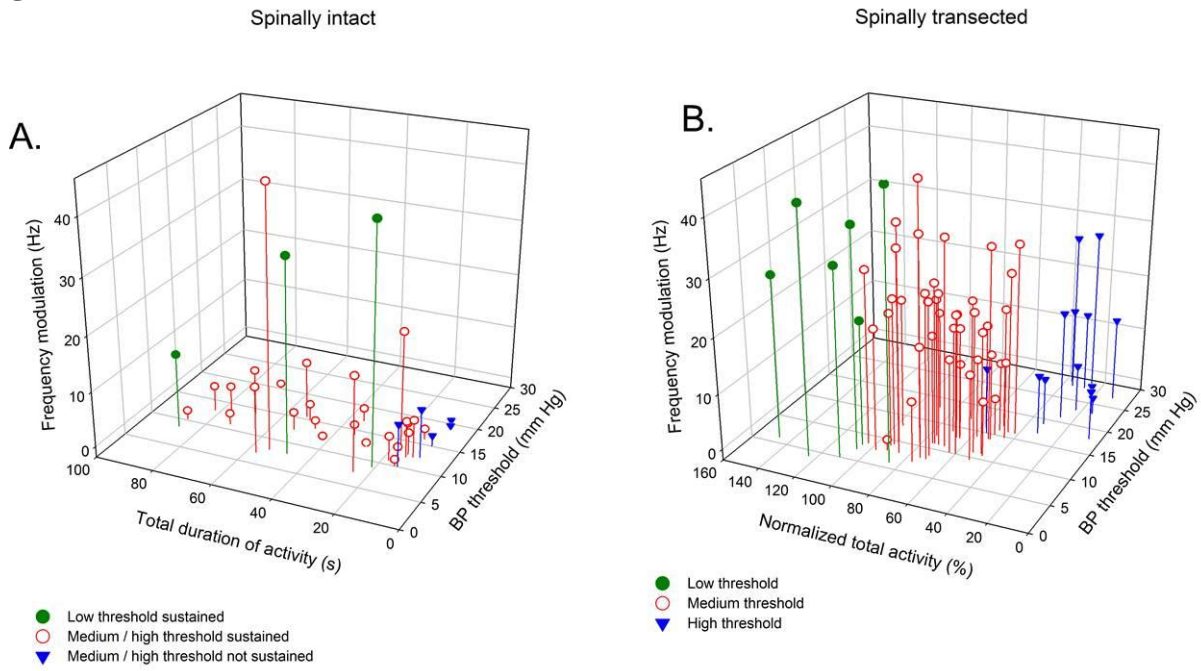 Spinally intact
Spinally transected
A.
B.
Frequency modulation (Hz)
40
30
20
10
0
100
80
60
40
20
0
Total duration of activity (s)
0
5
10
15
20
25
30
BP threshold (mm Hg)
Frequency modulation (Hz)
40
30
20
10
0
160
140
120
100
80
60
40
20
0
Normalized total activity (%)
0
5
10
15
20
25
30
BP threshold (mm Hg)
Low threshold sustained
Medium / high threshold sustained
Medium / high threshold not sustained
Low threshold
Medium threshold
High threshold